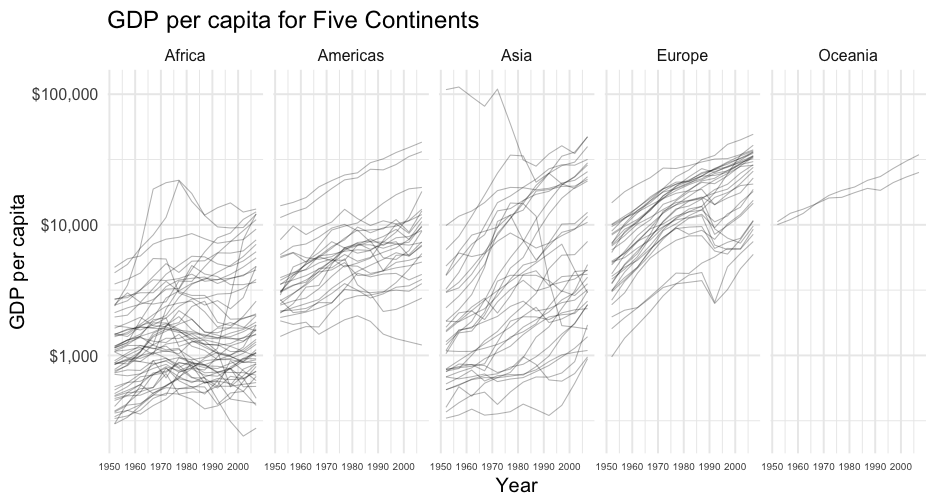 GDP per capita for Five Continents
Africa Americas Asia Europe Oceania
$100,000
$10,000
$1,000
GDP per capita
1950 1960 1970 1980 1990 2000 1950 1960 1970 1980 1990 2000 1950 1960 1970 1980 1990 2000 1950 1960 1970 1980 1990 2000 1950 1960 1970 1980 1990 2000
Year